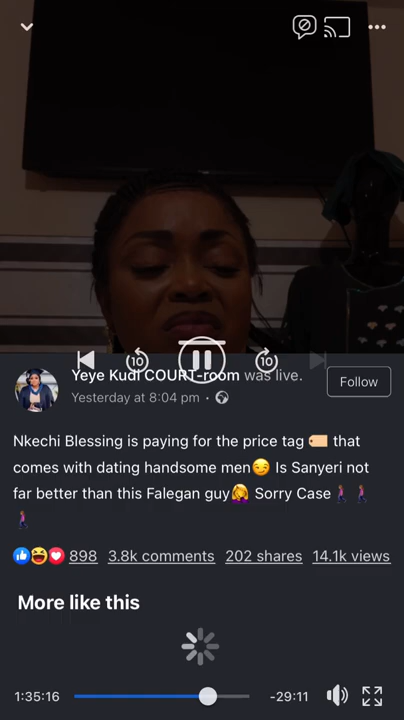 10
10
Yeye Kudi COURT-room was live.
Follow
Yesterday at 8:04 pm ·
Nkechi Blessing is paying for the price tag 🏷️ that
comes with dating handsome men😏 Is Sanyeri not
far better than this Falegan guy🤦‍♀️ Sorry Case 🚶‍♀️🚶‍♀️
🚶‍♀️
898 3.8k comments 202 shares 14.1k views
More like this
1:35:16 -29:11